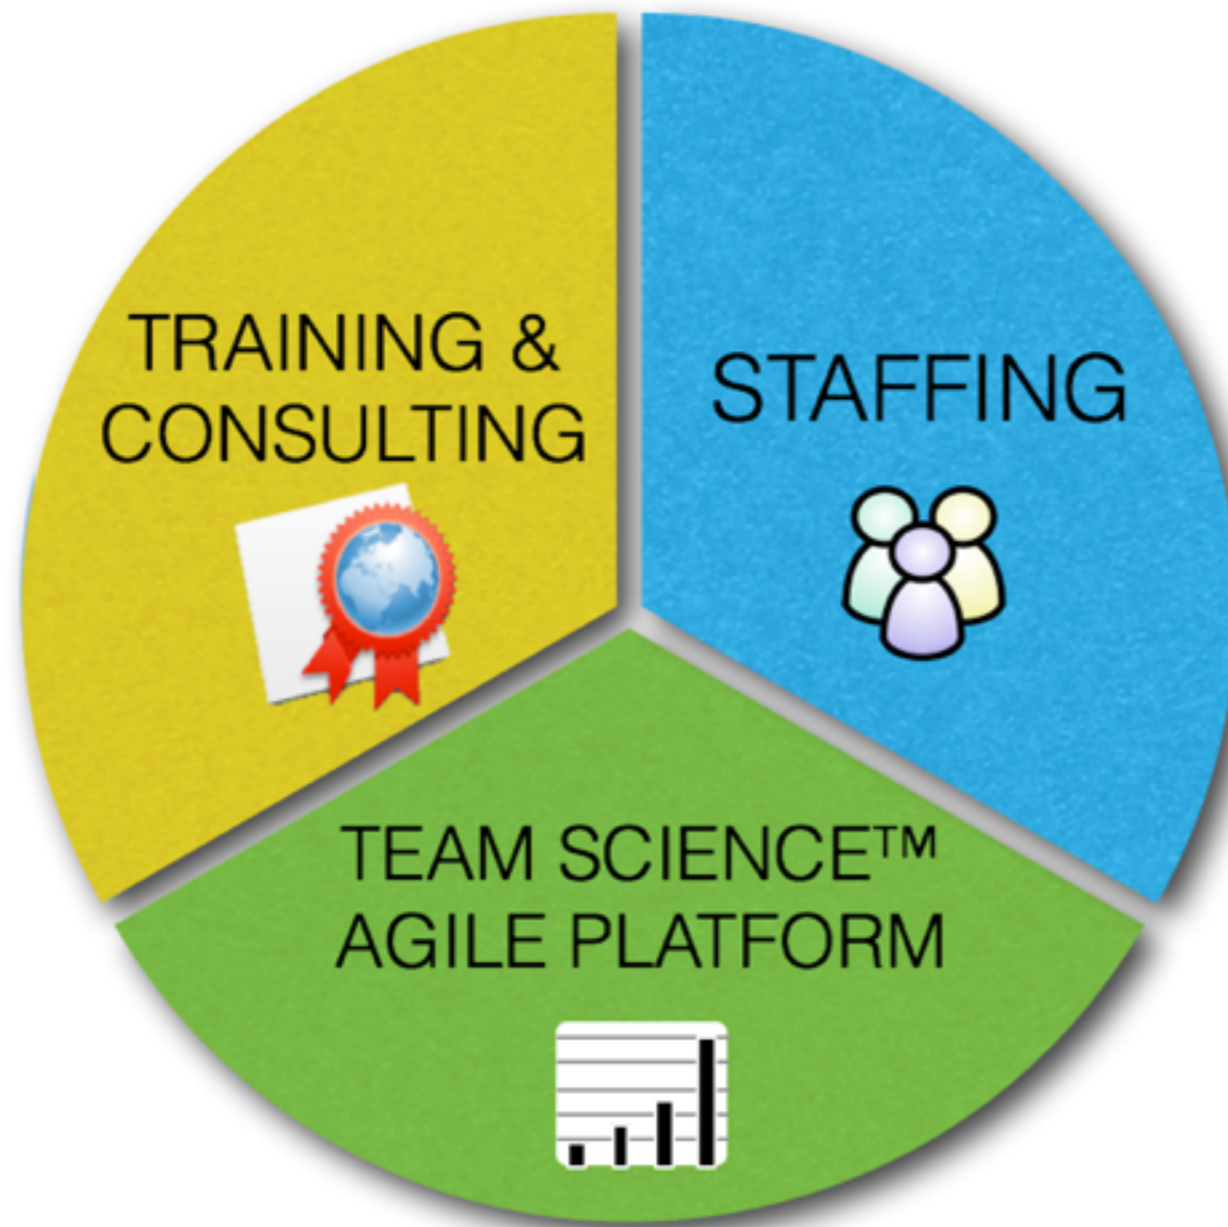 TRAINING &
CONSULTING
STAFFING
TEAM SCIENCE™
AGILE PLATFORM